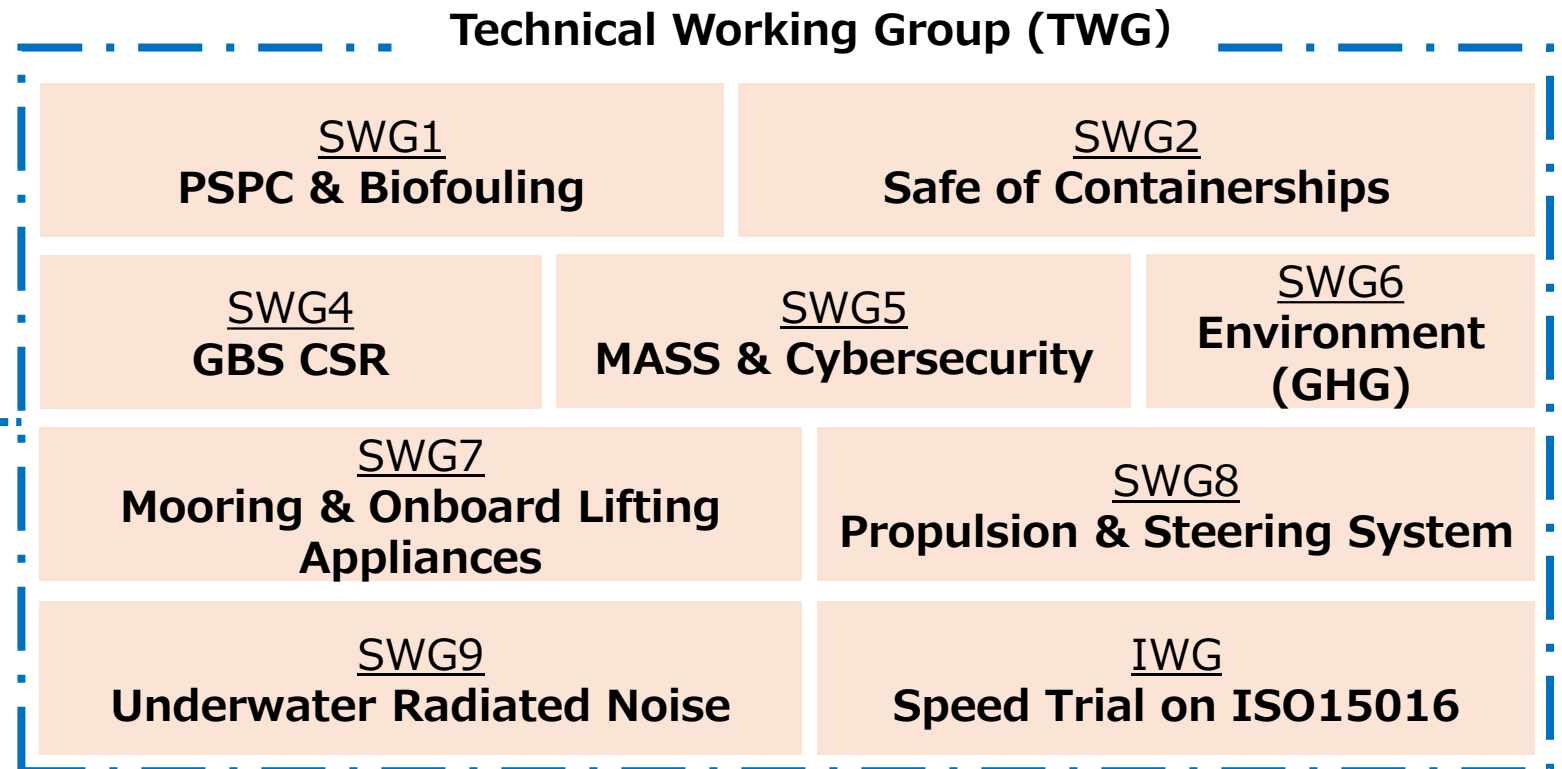 Technical Working Group (TWG)
SWG1
PSPC & Biofouling
SWG2
Safe of Containerships
SWG4
GBS CSR
SWG5
MASS & Cybersecurity
SWG6
Environment
(GHG)
SWG7
Mooring & Onboard Lifting
Appliances
SWG8
Propulsion & Steering System
SWG9
Underwater Radiated Noise
IWG
Speed Trial on ISO15016